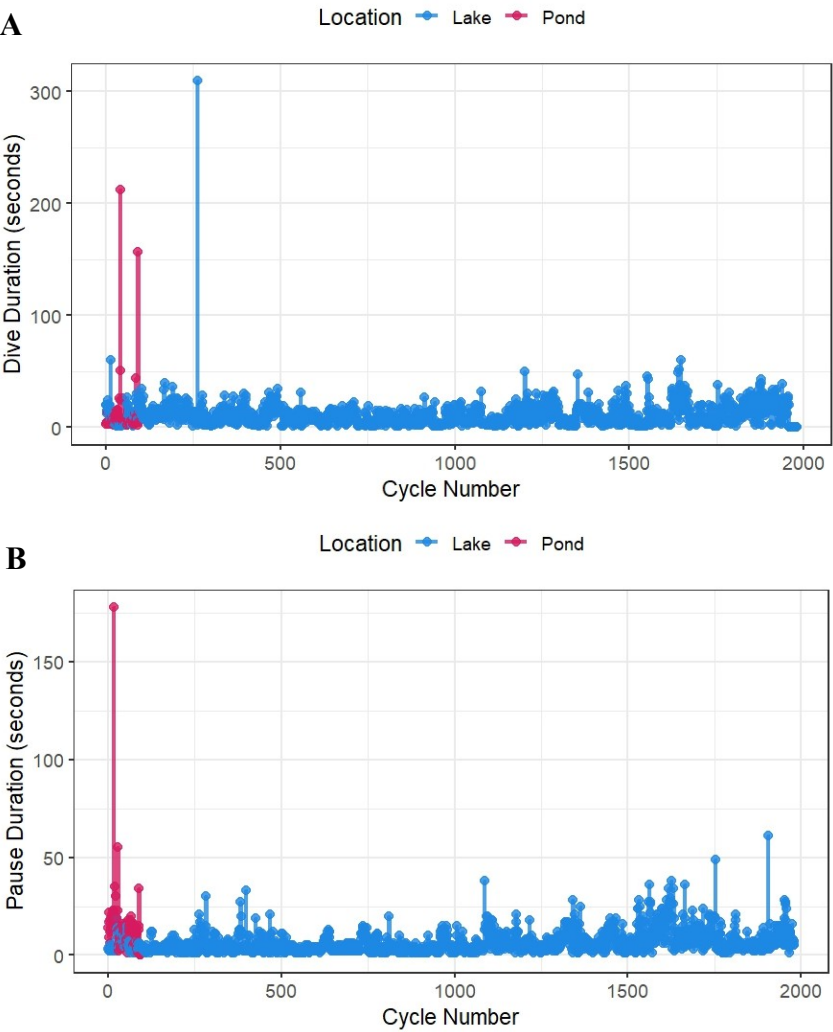 A
Location Lake Pond
300
200
100
0
Dive Duration (seconds)
0 500 1000 1500 2000
Cycle Number
B
Location Lake Pond
150
100
50
0
Pause Duration (seconds)
0 500 1000 1500 2000
Cycle Number